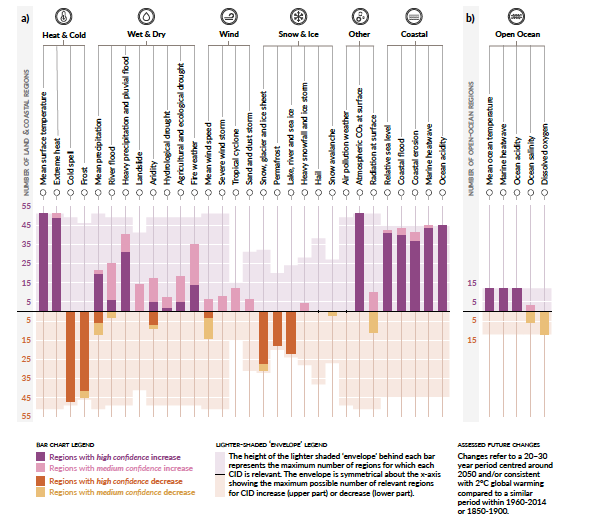 a)
Heat & Cold
Wet & Dry
Wind
Snow & Ice
Other
Coastal
b)
Open Ocean
NUMBER OF LAND & COASTAL REGIONS
Mean surface temperature
Extreme heat
Cold spell
Frost
Mean precipitation
River flood
Heavy precipitation and pluvial flood
Landslide
Aridity
Hydrological drought
Agricultural and ecological drought
Fire weather
Mean wind speed
Severe wind storm
Tropical cyclone
Sand and dust storm
Snow, glacier and ice sheet
Permafrost
Lake, river and sea ice
Heavy snowfall and ice storm
Hail
Snow avalanche
Air pollution weather
Atmospheric CO₂ at surface
Radiation at surface
Relative sea level
Coastal flood
Coastal erosion
Marine heatwave
Ocean acidity
NUMBER OF OPEN-OCEAN REGIONS
Mean ocean temperature
Marine heatwave
Ocean acidity
Ocean salinity
Dissolved oxygen
55
45
35
25
15
5
5
15
25
35
45
55
15
5
5
15
BAR CHART LEGEND
Regions with high confidence increase
Regions with medium confidence increase
Regions with high confidence decrease
Regions with medium confidence decrease
LIGHTER-SHADED 'ENVELOPE' LEGEND
The height of the lighter shaded 'envelope' behind each bar
represents the maximum number of regions for which each
CID is relevant. The envelope is symmetrical about the x-axis
showing the maximum possible number of relevant regions
for CID increase (upper part) or decrease (lower part).
ASSESSED FUTURE CHANGES
Changes refer to a 20–30
year period centred around
2050 and/or consistent
with 2°C global warming
compared to a similar
period within 1960-2014
or 1850-1900.